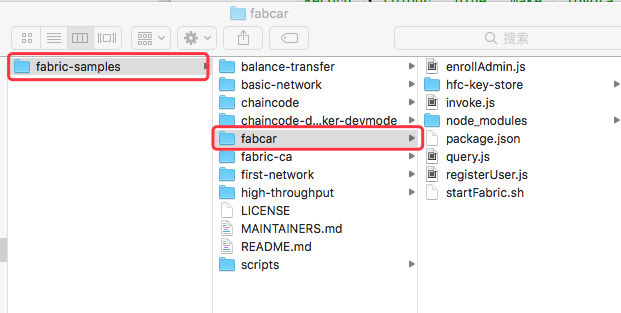 fabcar
搜索
fabric-samples
balance-transfer
basic-network
chaincode
chaincode-d...ker-devmode
fabcar
fabric-ca
first-network
high-throughput
LICENSE
MAINTAINERS.md
README.md
scripts
enrollAdmin.js
hfc-key-store
invoke.js
node_modules
package.json
query.js
registerUser.js
startFabric.sh